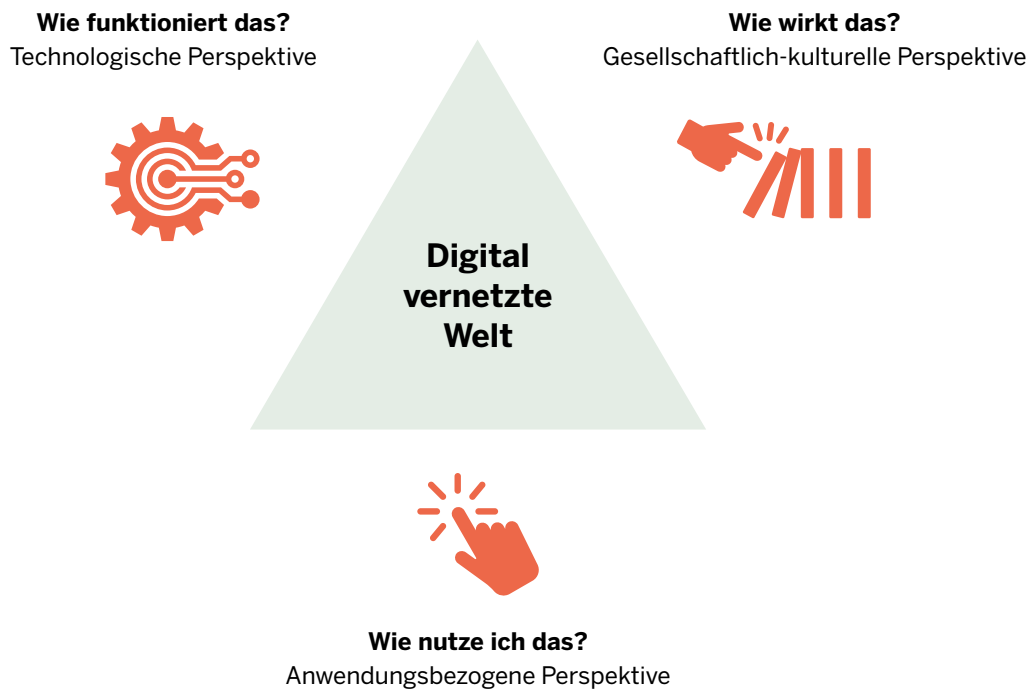 Wie funktioniert das?
Technologische Perspektive
Wie wirkt das?
Gesellschaftlich-kulturelle Perspektive
Digital
vernetzte
Welt
Wie nutze ich das?
Anwendungsbezogene Perspektive